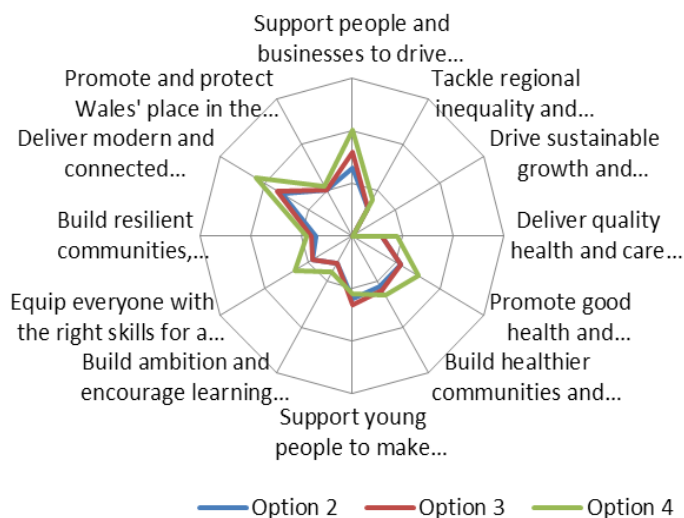 Support people and
businesses to drive...
Tackle regional
inequality and...
Drive sustainable
growth and...
Deliver quality
health and care...
Promote good
health and...
Build healthier
communities and...
Support young
people to make...
Build ambition and
encourage learning...
Equip everyone with
the right skills for a...
Build resilient
communities,...
Deliver modern and
connected...
Promote and protect
Wales' place in the...
Option 2
Option 3
Option 4